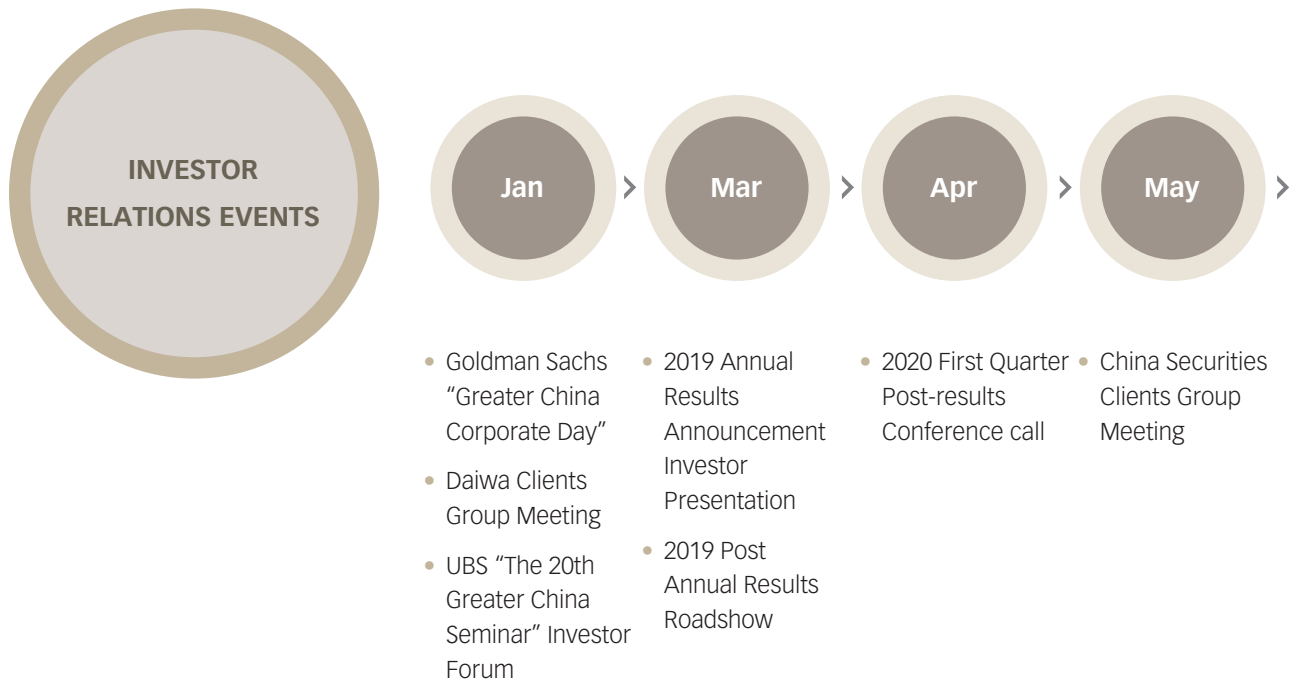 INVESTOR
RELATIONS EVENTS
Jan
Mar
Apr
May
• Goldman Sachs
“Greater China
Corporate Day”
• Daiwa Clients
Group Meeting
• UBS “The 20th
Greater China
Seminar” Investor
Forum
• 2019 Annual
Results
Announcement
Investor
Presentation
• 2019 Post
Annual Results
Roadshow
• 2020 First Quarter
Post-results
Conference call
• China Securities
Clients Group
Meeting